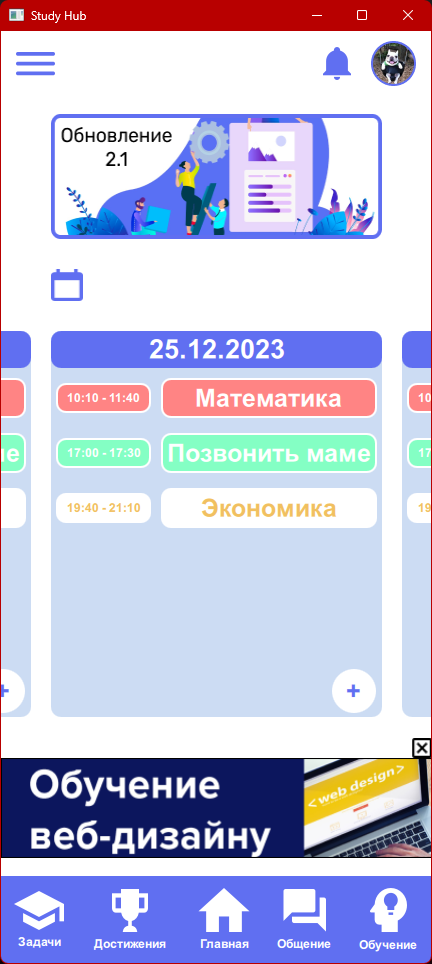 Study Hub
Обновление
2.1
25.12.2023
10:10 - 11:40 Математика
17:00 - 17:30 Позвонить маме
19:40 - 21:10 Экономика
+
+
Обучение
веб-дизайну
<web design>
Задачи
Достижения
Главная
Общение
Обучение